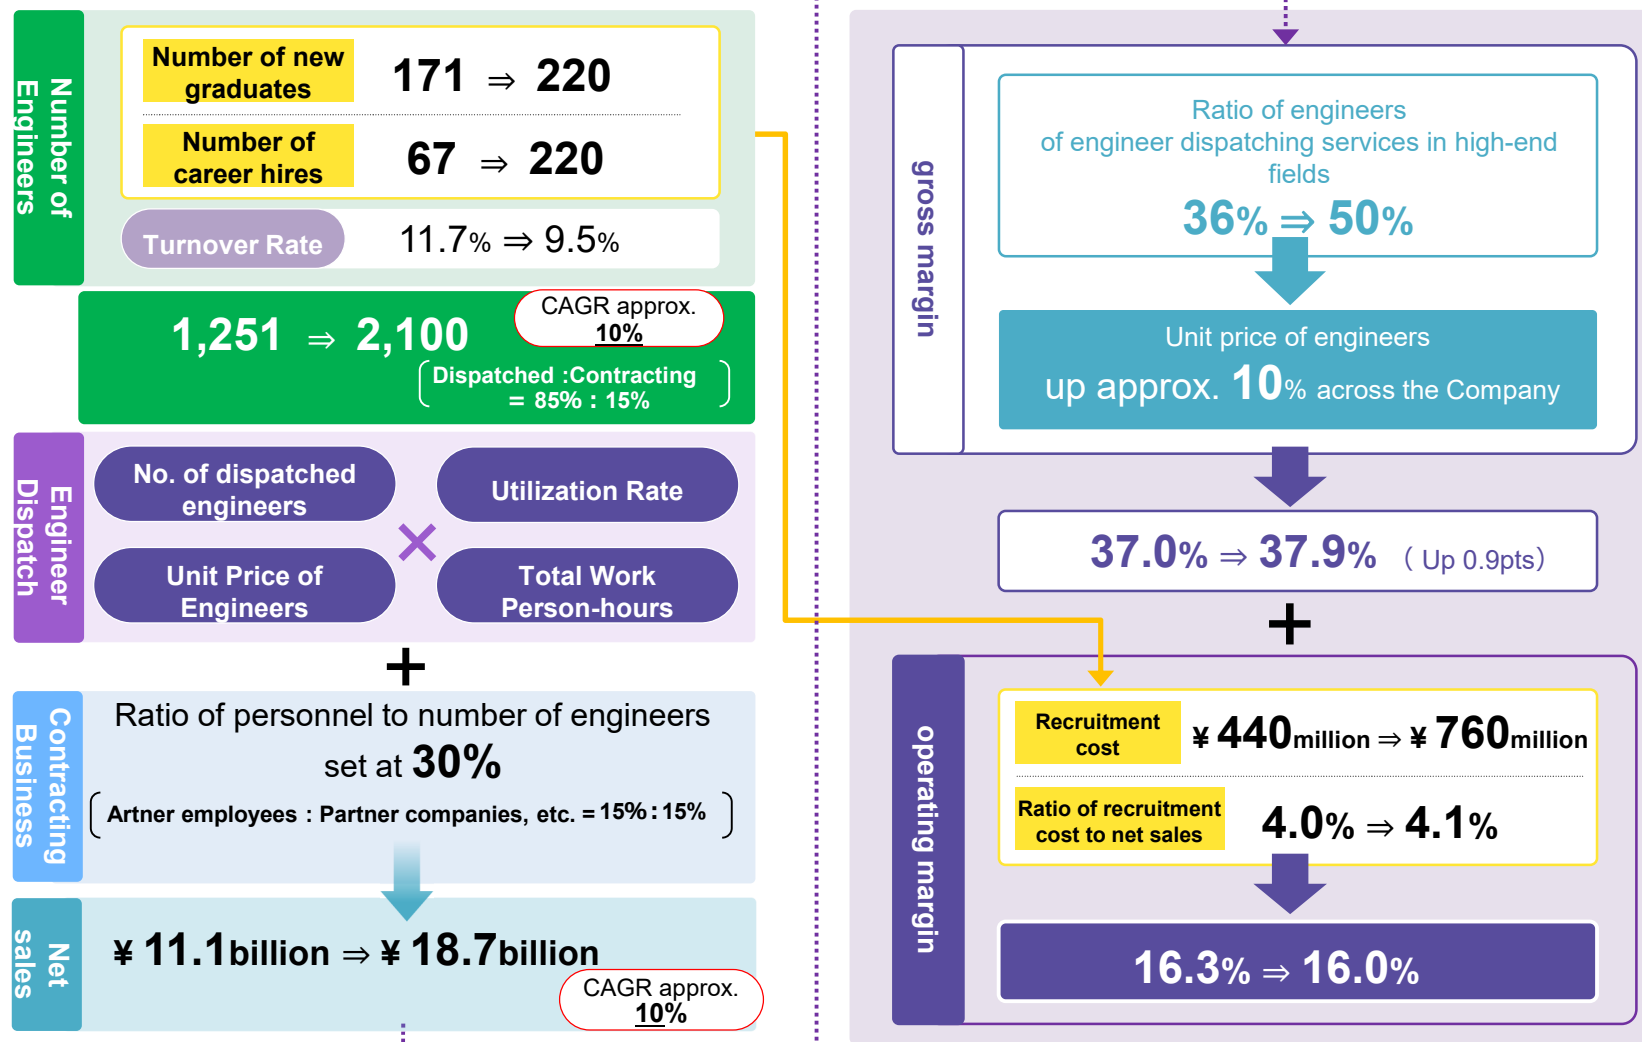 Number of
Engineers
Number of new
graduates
171 ⇒ 220
Number of
career hires
67 ⇒ 220
Turnover Rate
11.7% ⇒ 9.5%
1,251 ⇒ 2,100
CAGR approx.
10%
Dispatched :Contracting
= 85% : 15%
Engineer
Dispatch
No. of dispatched
engineers
Utilization Rate
×
Unit Price of
Engineers
Total Work
Person-hours
+
Contracting
Business
Ratio of personnel to number of engineers
set at 30%
Artner employees : Partner companies, etc. = 15% : 15%
Net
sales
¥ 11.1billion ⇒ ¥ 18.7billion
CAGR approx.
10%
gross margin
Ratio of engineers
of engineer dispatching services in high-end
fields
36% ⇒ 50%
Unit price of engineers
up approx. 10% across the Company
37.0% ⇒ 37.9% ( Up 0.9pts)
+
operating margin
Recruitment
cost
¥ 440million ⇒ ¥ 760million
Ratio of recruitment
cost to net sales
4.0% ⇒ 4.1%
16.3% ⇒ 16.0%